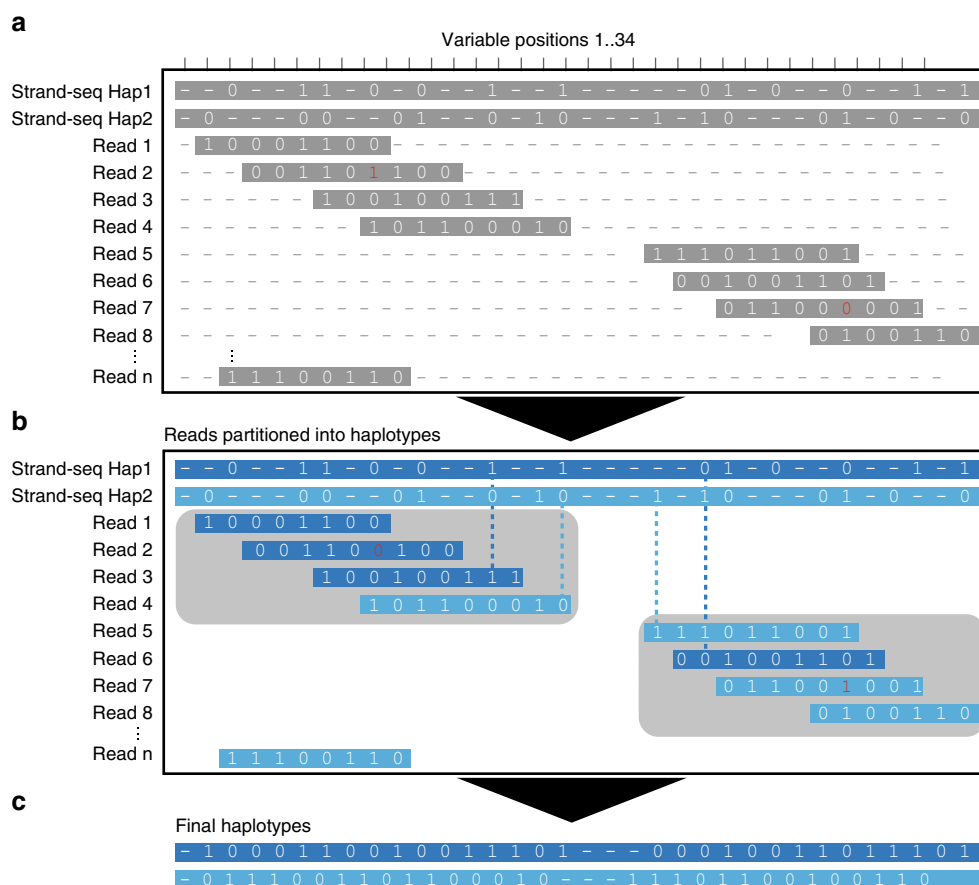 a
Variable positions 1..34
Strand-seq Hap1 – – 0 – – 1 1 – 0 – 0 – – 1 – – 1 – – – – – 0 1 – 0 – – 0 – – 1 – 1
Strand-seq Hap2 – 0 – – – 0 0 – – 0 1 – – 0 – 1 0 – – – 1 – 1 0 – – – 0 1 – 0 – – 0
Read 1 – 1 0 0 0 1 1 0 0 – – – – – – – – – – – – – – – – – – – – – – – –
Read 2 – – – 0 0 1 1 0 1 1 0 0 – – – – – – – – – – – – – – – – – – – – –
Read 3 – – – – – – 1 0 0 1 0 0 1 1 1 – – – – – – – – – – – – – – – – – –
Read 4 – – – – – – – – 1 0 1 1 0 0 0 1 0 – – – – – – – – – – – – – – – –
Read 5 – – – – – – – – – – – – – – – – – – – – 1 1 1 0 1 1 0 0 1 – – – –
Read 6 – – – – – – – – – – – – – – – – – – – – – 0 0 1 0 0 1 1 0 1 – – –
Read 7 – – – – – – – – – – – – – – – – – – – – – – – 0 1 1 0 0 0 0 0 1 –
Read 8 – – – – – – – – – – – – – – – – – – – – – – – – – – 0 1 0 0 1 1 0
Read n – – 1 1 1 0 0 1 1 0 – – – – – – – – – – – – – – – – – – – – – – –
b
Reads partitioned into haplotypes
Strand-seq Hap1 – – 0 – – 1 1 – 0 – 0 – – 1 – – 1 – – – – – 0 1 – 0 – – 0 – – 1 – 1
Strand-seq Hap2 – 0 – – – 0 0 – – 0 1 – – 0 – 1 0 – – – 1 – 1 0 – – – 0 1 – 0 – – 0
Read 1 1 0 0 0 1 1 0 0
Read 2 0 0 1 1 0 0 1 0 0
Read 3 1 0 0 1 0 0 1 1 1
Read 4 1 0 1 1 0 0 0 1 0
Read 5 1 1 1 0 1 1 0 0 1
Read 6 0 0 1 0 0 1 1 0 1
Read 7 0 1 1 0 0 1 0 0 1
Read 8 0 1 0 0 1 1 0
Read n 1 1 1 0 0 1 1 0
c
Final haplotypes
– 1 0 0 0 1 1 0 0 1 0 0 1 1 1 0 1 – – – 0 0 0 1 0 0 1 1 0 1 1 1 0 1
– 0 1 1 1 0 0 1 1 0 1 1 0 0 0 1 0 – – – 1 1 1 0 1 1 0 0 1 0 0 1 1 0